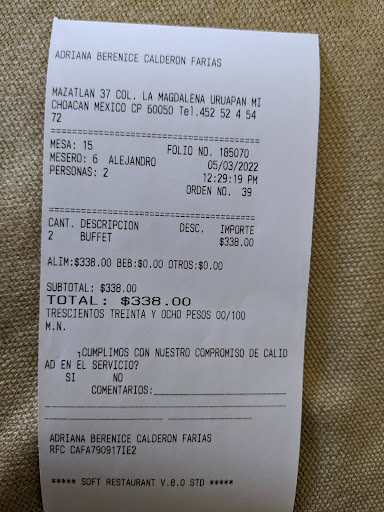 ADRIANA BERENICE CALDERON FARIAS
MAZATLAN 37 COL. LA MAGDALENA URUAPAN MI
CHOACAN MEXICO CP 60050 Tel.452 52 4 54
72
========================================
MESA: 15 FOLIO NO. 185070
MESERO: 6 ALEJANDRO 05/03/2022
PERSONAS: 2 12:29:19 PM
ORDEN NO. 39
========================================
CANT. DESCRIPCION DESC. IMPORTE
2 BUFFET $338.00
ALIM:$338.00 BEB:$0.00 OTROS:$0.00
SUBTOTAL: $338.00
TOTAL: $338.00
TRESCIENTOS TREINTA Y OCHO PESOS 00/100
M.N.
¿CUMPLIMOS CON NUESTRO COMPROMISO DE CALID
AD EN EL SERVICIO?
SI NO
COMENTARIOS:
ADRIANA BERENICE CALDERON FARIAS
RFC CAFA790917IE2
***** SOFT RESTAURANT V.8.0 STD *****